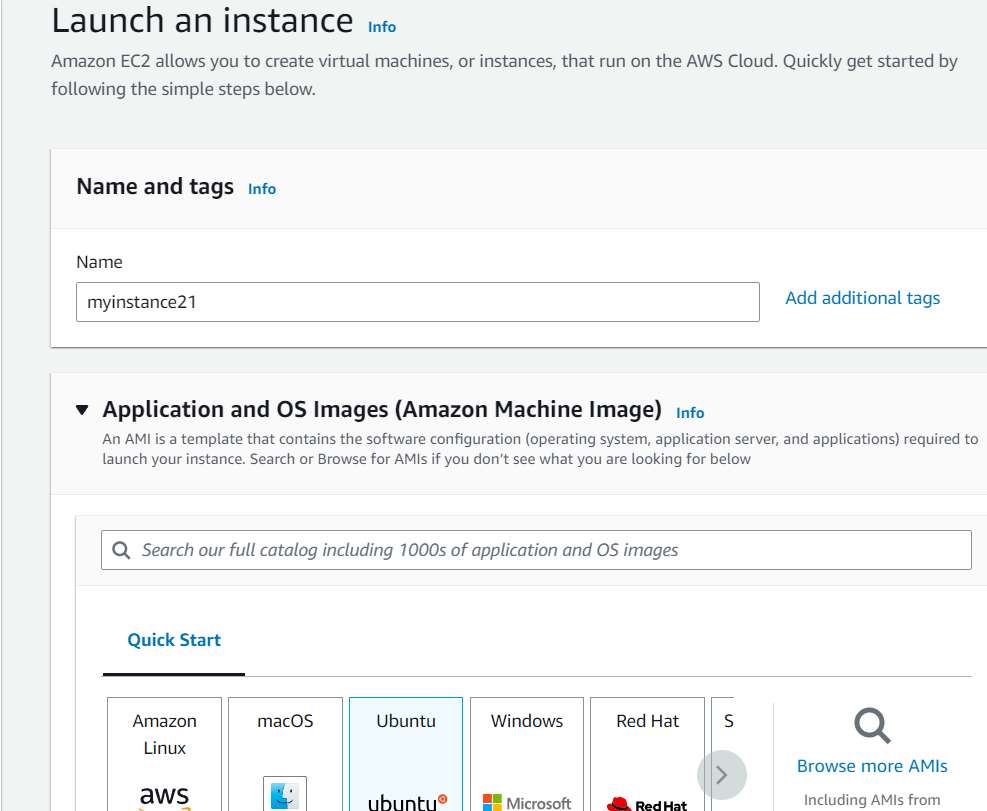 Launch an instance Info
Amazon EC2 allows you to create virtual machines, or instances, that run on the AWS Cloud. Quickly get started by
following the simple steps below.
Name and tags Info
Name
myinstance21
Add additional tags
Application and OS Images (Amazon Machine Image) Info
An AMI is a template that contains the software configuration (operating system, application server, and applications) required to
launch your instance. Search or Browse for AMIs if you don’t see what you are looking for below
Search our full catalog including 1000s of application and OS images
Quick Start
Amazon
Linux
aws
macOS
Ubuntu
ubuntu
Windows
Microsoft
Red Hat
Red Hat
S
Browse more AMIs
Including AMIs from